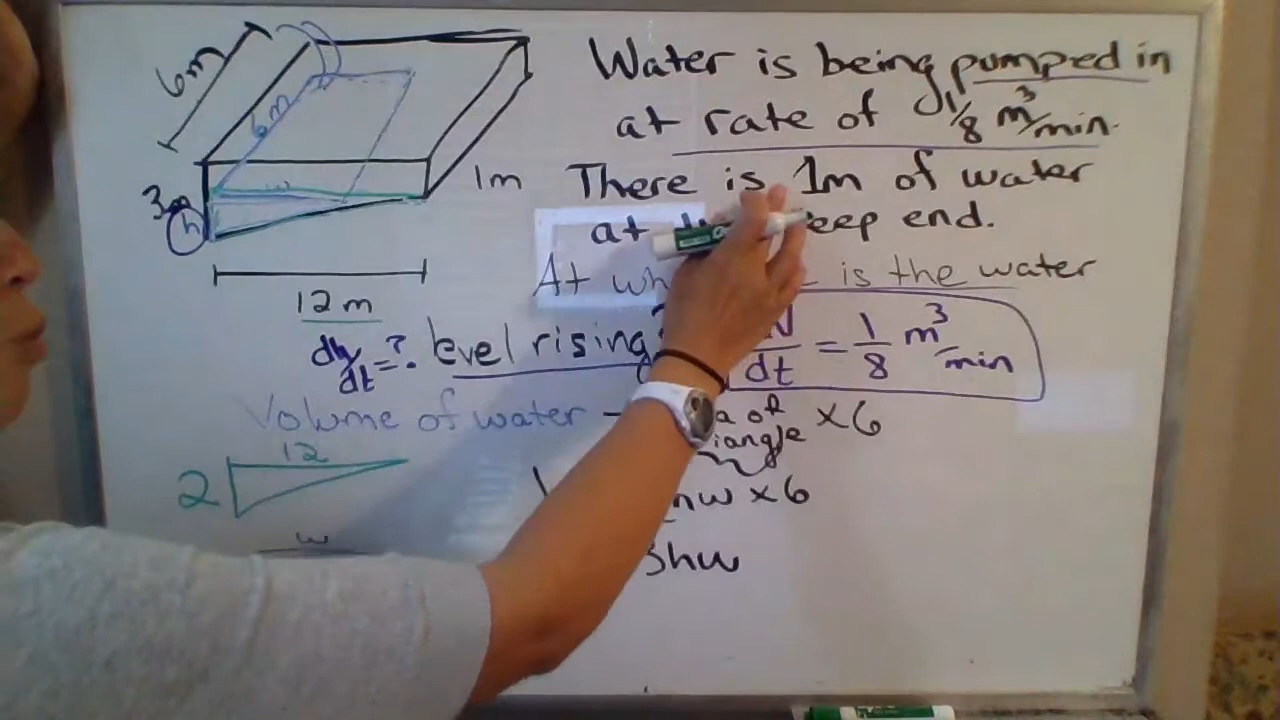 6m
Water is being pumped in
at rate of 1/8 m³/min.
6m
There is 1m of water
1m
3m
w
h
at eep end.
At wh is the water
12 m
dh/dt = ? level rising?
dt = 1/8 m³/min
Volume of water a of × 6
iangle
12
2
hw × 6
w
3hw